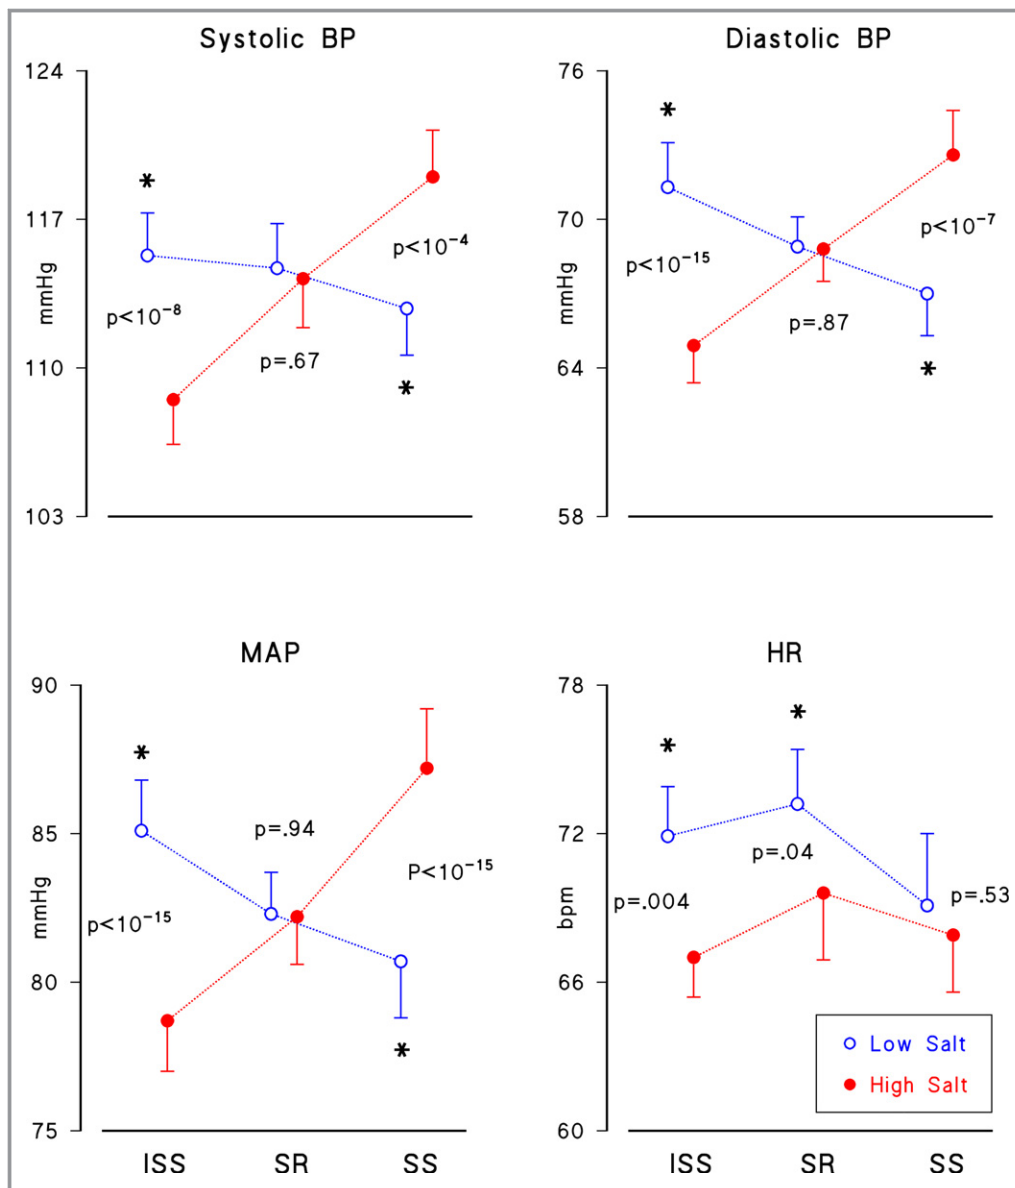 Systolic BP
124
117
110
103
mmHg
*
p<10⁻⁸
p=.67
p<10⁻⁴
*
Diastolic BP
76
70
64
58
mmHg
*
p<10⁻¹⁵
p=.87
p<10⁻⁷
*
MAP
90
85
80
75
mmHg
*
p<10⁻¹⁵
p=.94
P<10⁻¹⁵
*
ISS SR SS
HR
78
72
66
60
bpm
*
*
p=.004
p=.04
p=.53
Low Salt
High Salt
ISS SR SS